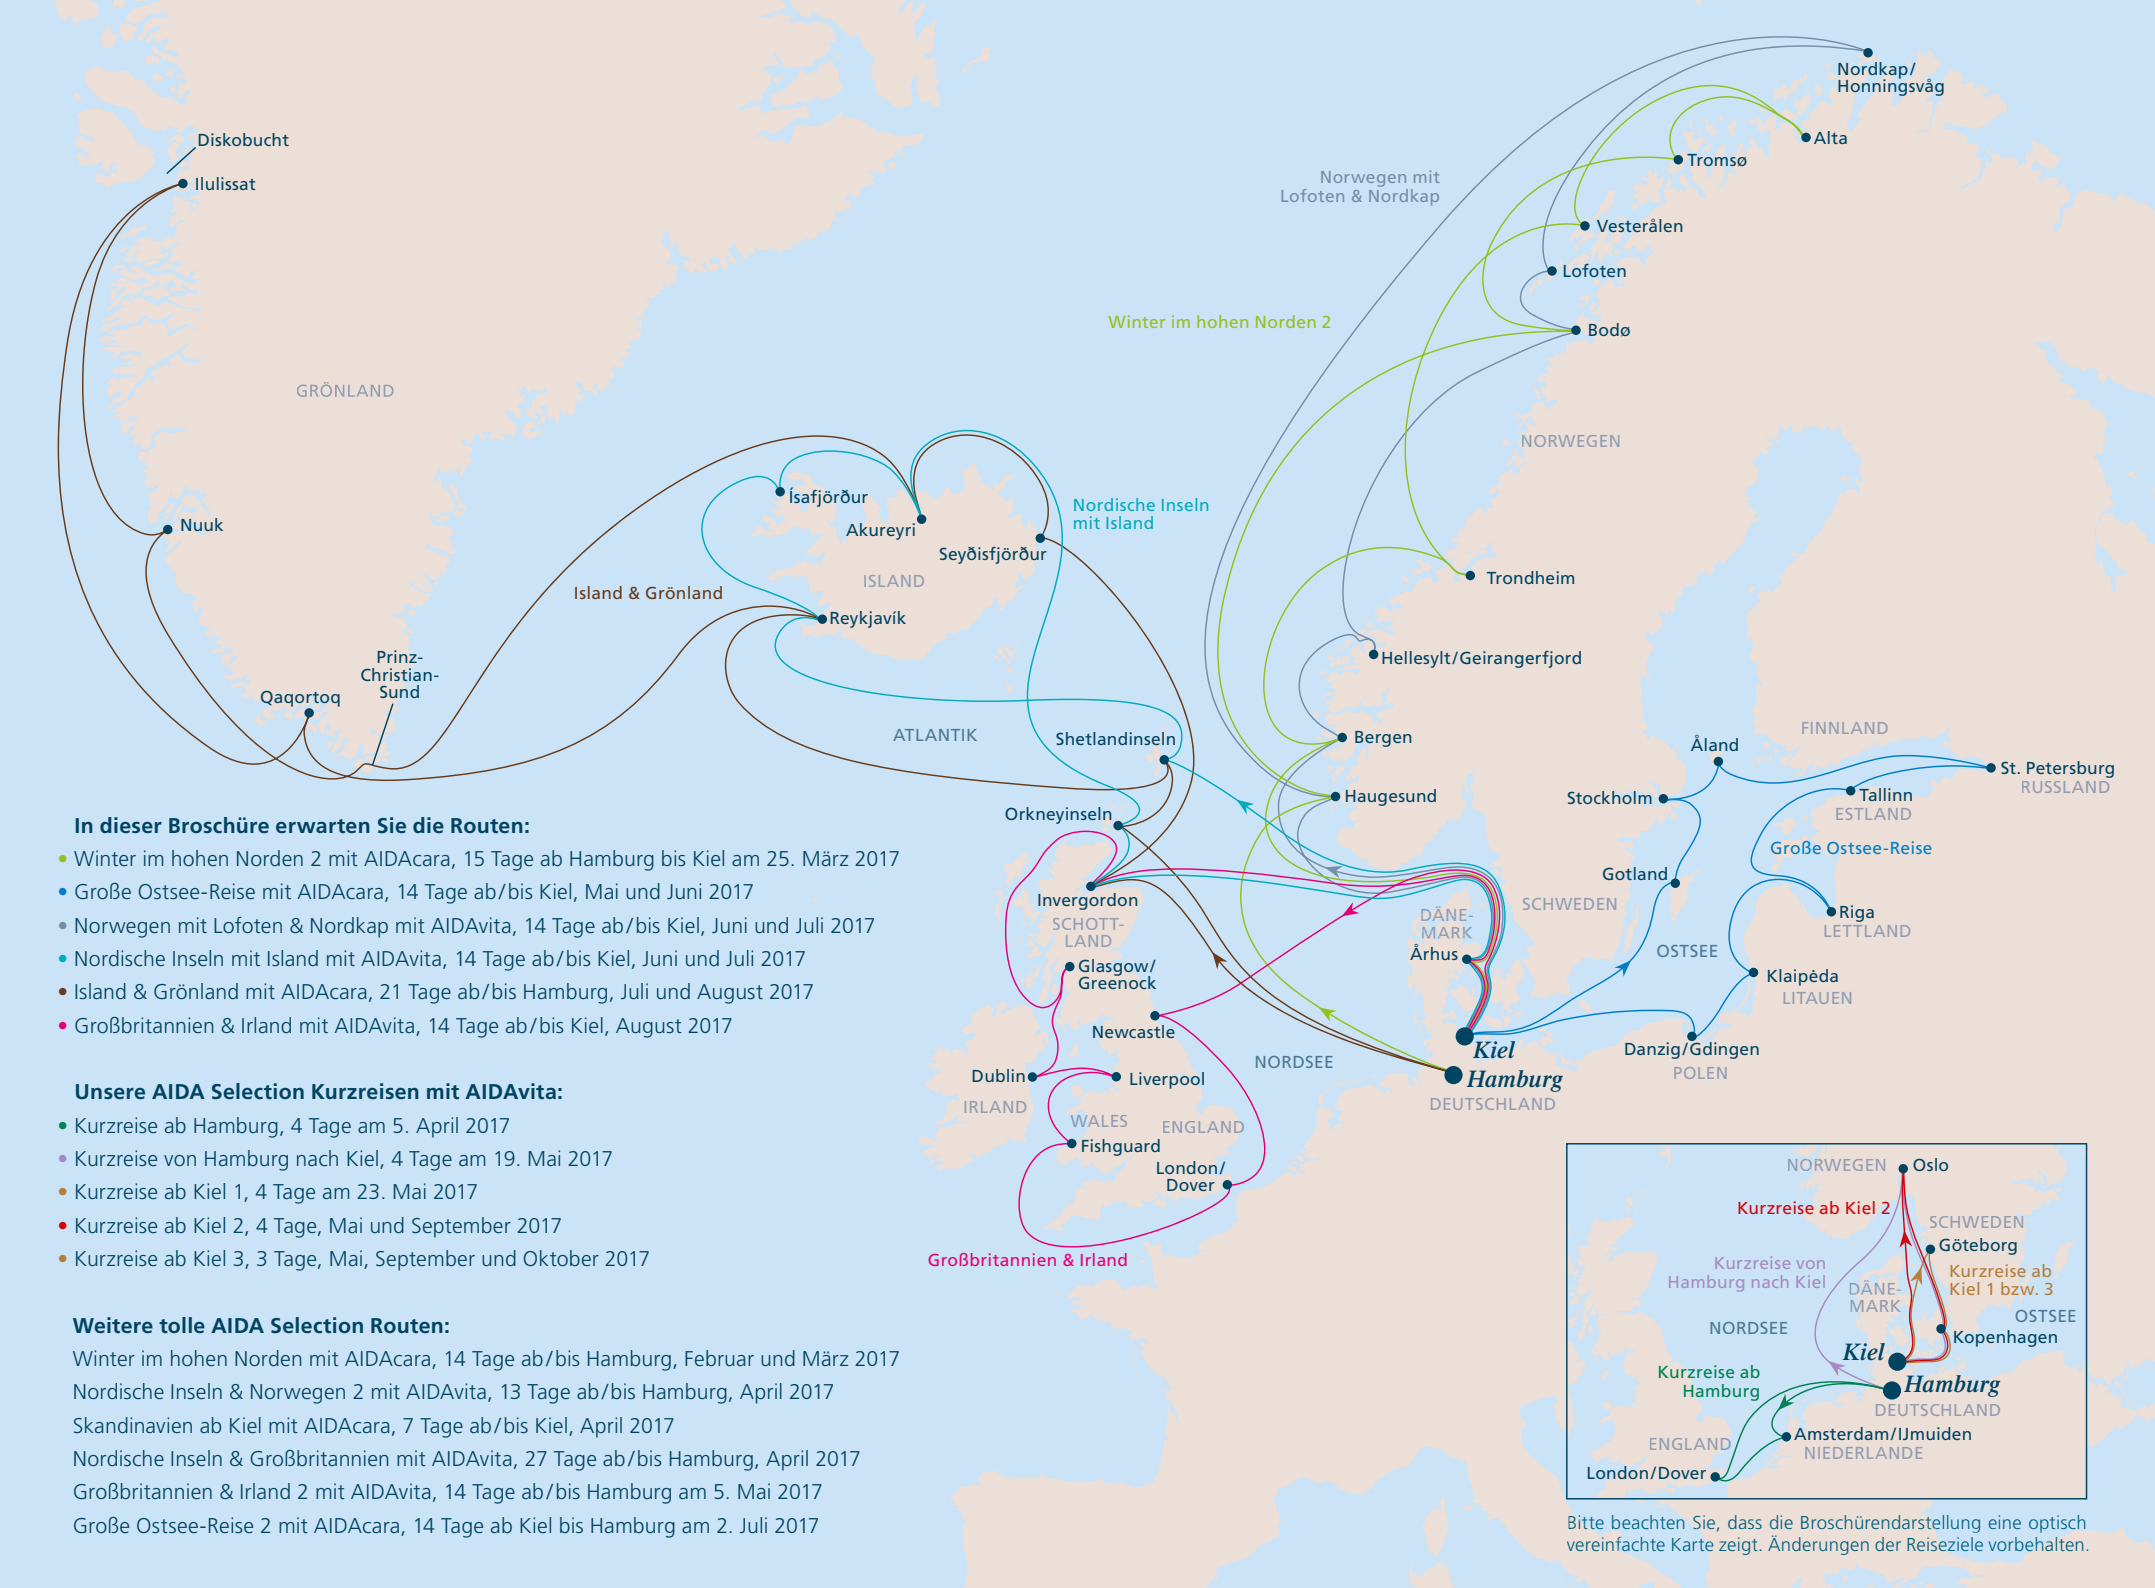 Nordkap/
Honningsvåg
Alta
Tromsø
Diskobucht
Ilulissat
Norwegen mit
Lofoten & Nordkap
Vesterålen
Lofoten
Winter im hohen Norden 2
Bodø
GRÖNLAND
NORWEGEN
Nuuk
Ísafjörður
Akureyri
Seyðisfjörður
ISLAND
Nordische Inseln
mit Island
Island & Grönland
Reykjavík
Trondheim
Prinz-
Christian-
Sund
Qaqortoq
Hellesylt/Geirangerfjord
ATLANTIK
Shetlandinseln
Bergen
Haugesund
Orkneyinseln
FINNLAND
Åland
St. Petersburg
RUSSLAND
Stockholm
Tallinn
ESTLAND
Große Ostsee-Reise
Gotland
Riga
LETTLAND
SCHWEDEN
OSTSEE
Klaipėda
LITAUEN
Danzig/Gdingen
POLEN
Invergordon
SCHOTT-
LAND
Glasgow/
Greenock
Newcastle
DÄNE-
MARK
Århus
Kiel
Hamburg
DEUTSCHLAND
NORDSEE
Dublin
IRLAND
Liverpool
WALES
ENGLAND
Fishguard
London/
Dover
Großbritannien & Irland
In dieser Broschüre erwarten Sie die Routen:
• Winter im hohen Norden 2 mit AIDAcara, 15 Tage ab Hamburg bis Kiel am 25. März 2017
• Große Ostsee-Reise mit AIDAcara, 14 Tage ab/bis Kiel, Mai und Juni 2017
• Norwegen mit Lofoten & Nordkap mit AIDAvita, 14 Tage ab/bis Kiel, Juni und Juli 2017
• Nordische Inseln mit Island mit AIDAvita, 14 Tage ab/bis Kiel, Juni und Juli 2017
• Island & Grönland mit AIDAcara, 21 Tage ab/bis Hamburg, Juli und August 2017
• Großbritannien & Irland mit AIDAvita, 14 Tage ab/bis Kiel, August 2017
Unsere AIDA Selection Kurzreisen mit AIDAvita:
• Kurzreise ab Hamburg, 4 Tage am 5. April 2017
• Kurzreise von Hamburg nach Kiel, 4 Tage am 19. Mai 2017
• Kurzreise ab Kiel 1, 4 Tage am 23. Mai 2017
• Kurzreise ab Kiel 2, 4 Tage, Mai und September 2017
• Kurzreise ab Kiel 3, 3 Tage, Mai, September und Oktober 2017
Weitere tolle AIDA Selection Routen:
Winter im hohen Norden mit AIDAcara, 14 Tage ab/bis Hamburg, Februar und März 2017
Nordische Inseln & Norwegen 2 mit AIDAvita, 13 Tage ab/bis Hamburg, April 2017
Skandinavien ab Kiel mit AIDAcara, 7 Tage ab/bis Kiel, April 2017
Nordische Inseln & Großbritannien mit AIDAvita, 27 Tage ab/bis Hamburg, April 2017
Großbritannien & Irland 2 mit AIDAvita, 14 Tage ab/bis Hamburg am 5. Mai 2017
Große Ostsee-Reise 2 mit AIDAcara, 14 Tage ab Kiel bis Hamburg am 2. Juli 2017
NORWEGEN
Oslo
Kurzreise ab Kiel 2
SCHWEDEN
Göteborg
Kurzreise von
Hamburg nach Kiel
Kurzreise ab
Kiel 1 bzw. 3
DÄNE-
MARK
OSTSEE
NORDSEE
Kopenhagen
Kiel
Kurzreise ab
Hamburg
Hamburg
DEUTSCHLAND
Amsterdam/IJmuiden
NIEDERLANDE
ENGLAND
London/Dover
Bitte beachten Sie, dass die Broschürendarstellung eine optisch
vereinfachte Karte zeigt. Änderungen der Reiseziele vorbehalten.